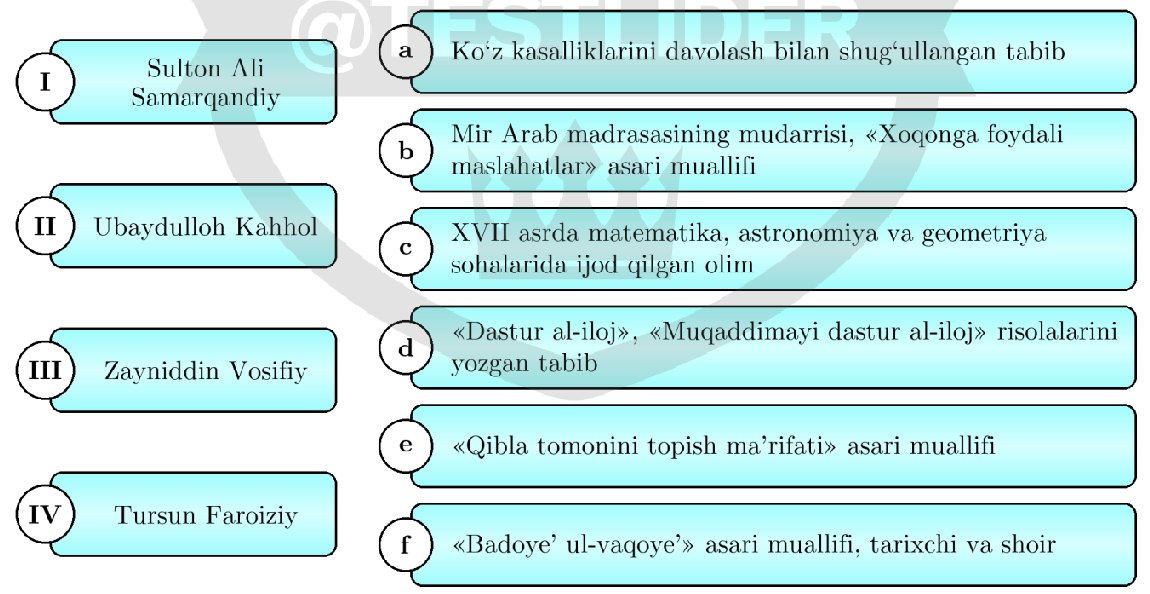 @TESTLIDER
I
Sulton Ali
Samarqandiy
II
Ubaydulloh Kahhol
III
Zayniddin Vosifiy
IV
Tursun Faroiziy
a
Ko‘z kasalliklarini davolash bilan shug‘ullangan tabib
b
Mir Arab madrasasining mudarrisi, «Xoqonga foydali
maslahatlar» asari muallifi
c
XVII asrda matematika, astronomiya va geometriya
sohalarida ijod qilgan olim
d
«Dastur al-iloj», «Muqaddimayi dastur al-iloj» risolalarini
yozgan tabib
e
«Qibla tomonini topish ma’rifati» asari muallifi
f
«Badoye’ ul-vaqoye’» asari muallifi, tarixchi va shoir